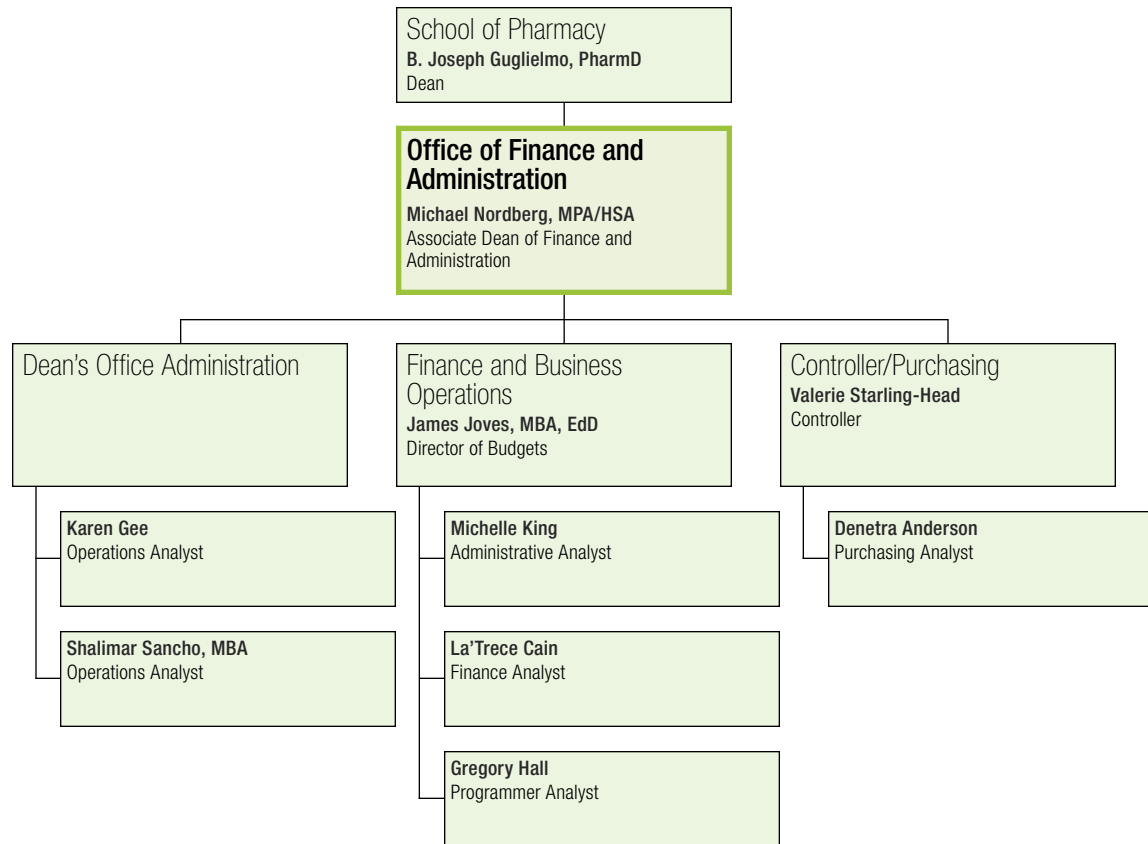 School of Pharmacy
B. Joseph Guglielmo, PharmD
Dean
Office of Finance and
Administration
Michael Nordberg, MPA/HSA
Associate Dean of Finance and
Administration
Dean’s Office Administration
Karen Gee
Operations Analyst
Shalimar Sancho, MBA
Operations Analyst
Finance and Business
Operations
James Joves, MBA, EdD
Director of Budgets
Michelle King
Administrative Analyst
La’Trece Cain
Finance Analyst
Gregory Hall
Programmer Analyst
Controller/Purchasing
Valerie Starling-Head
Controller
Denetra Anderson
Purchasing Analyst